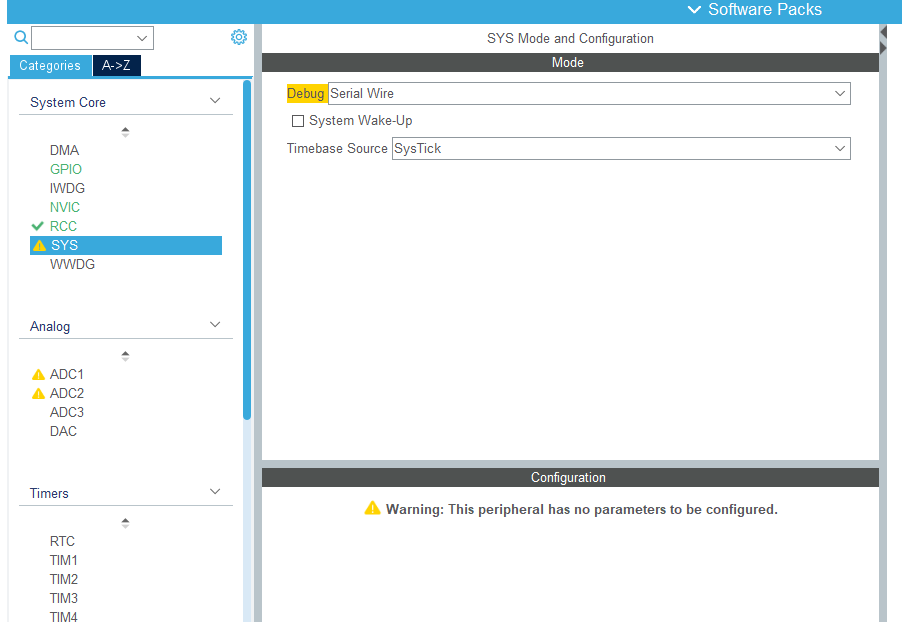 Software Packs
Categories
A->Z
System Core
DMA
GPIO
IWDG
NVIC
RCC
SYS
WWDG
Analog
ADC1
ADC2
ADC3
DAC
Timers
RTC
TIM1
TIM2
TIM3
TIM4
SYS Mode and Configuration
Mode
Debug Serial Wire
System Wake-Up
Timebase Source SysTick
Configuration
Warning: This peripheral has no parameters to be configured.